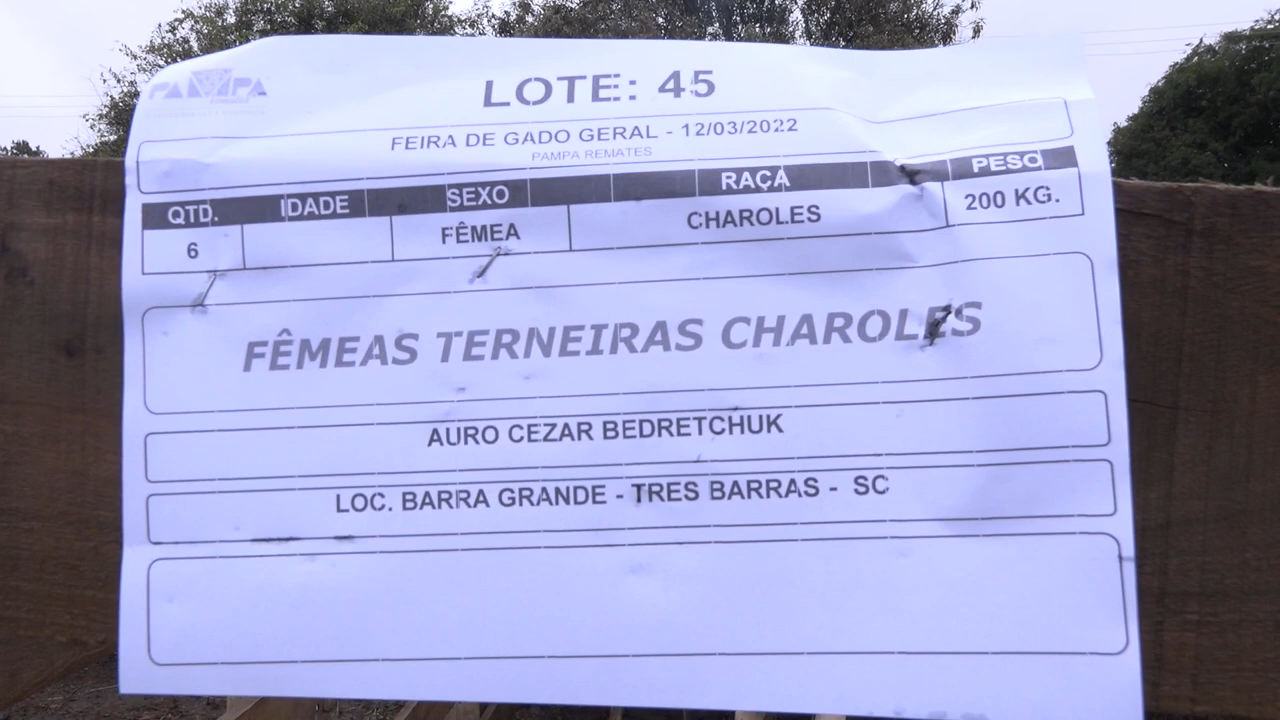 PAMPA
LOTE: 45
FEIRA DE GADO GERAL - 12/03/2022
PAMPA REMATES
QTD. IDADE SEXO RAÇA PESO
6 FÊMEA CHAROLES 200 KG.
FÊMEAS TERNEIRAS CHAROLES
AURO CEZAR BEDRETCHUK
LOC. BARRA GRANDE - TRES BARRAS - SC